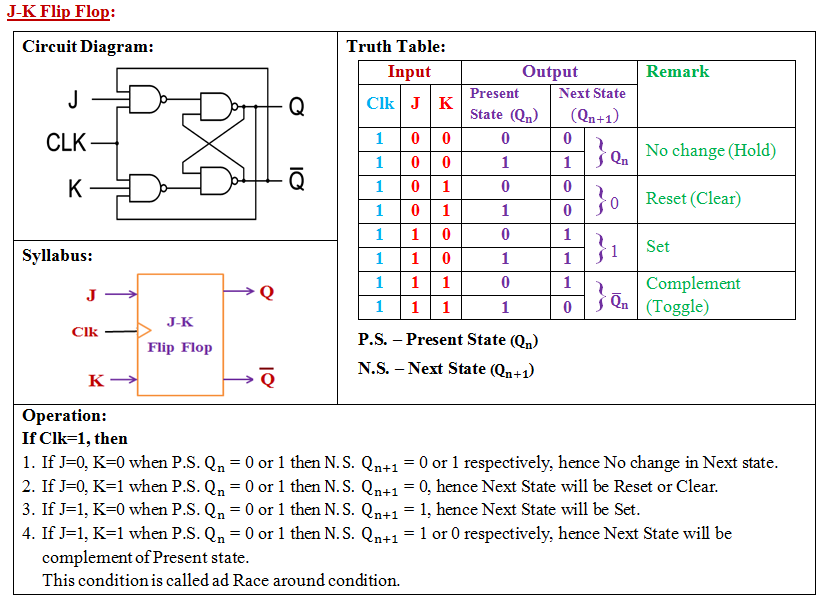 J-K Flip Flop:
Circuit Diagram:
J
CLK
K
Q
Q̅
Syllabus:
J
Clk
K
J-K
Flip Flop
Q
Q̅
Truth Table:
Input Output Remark
Clk J K Present State (Qn) Next State (Qn+1)
1 0 0 0 0
1 0 0 1 1
} Qn No change (Hold)
1 0 1 0 0
1 0 1 1 0
} 0 Reset (Clear)
1 1 0 0 1
1 1 0 1 1
} 1 Set
1 1 1 0 1
1 1 1 1 0
} Q̅n Complement
(Toggle)
P.S. – Present State (Qn)
N.S. – Next State (Qn+1)
Operation:
If Clk=1, then
1. If J=0, K=0 when P.S. Qn = 0 or 1 then N.S. Qn+1 = 0 or 1 respectively, hence No change in Next state.
2. If J=0, K=1 when P.S. Qn = 0 or 1 then N.S. Qn+1 = 0, hence Next State will be Reset or Clear.
3. If J=1, K=0 when P.S. Qn = 0 or 1 then N.S. Qn+1 = 1, hence Next State will be Set.
4. If J=1, K=1 when P.S. Qn = 0 or 1 then N.S. Qn+1 = 1 or 0 respectively, hence Next State will be
complement of Present state.
This condition is called ad Race around condition.